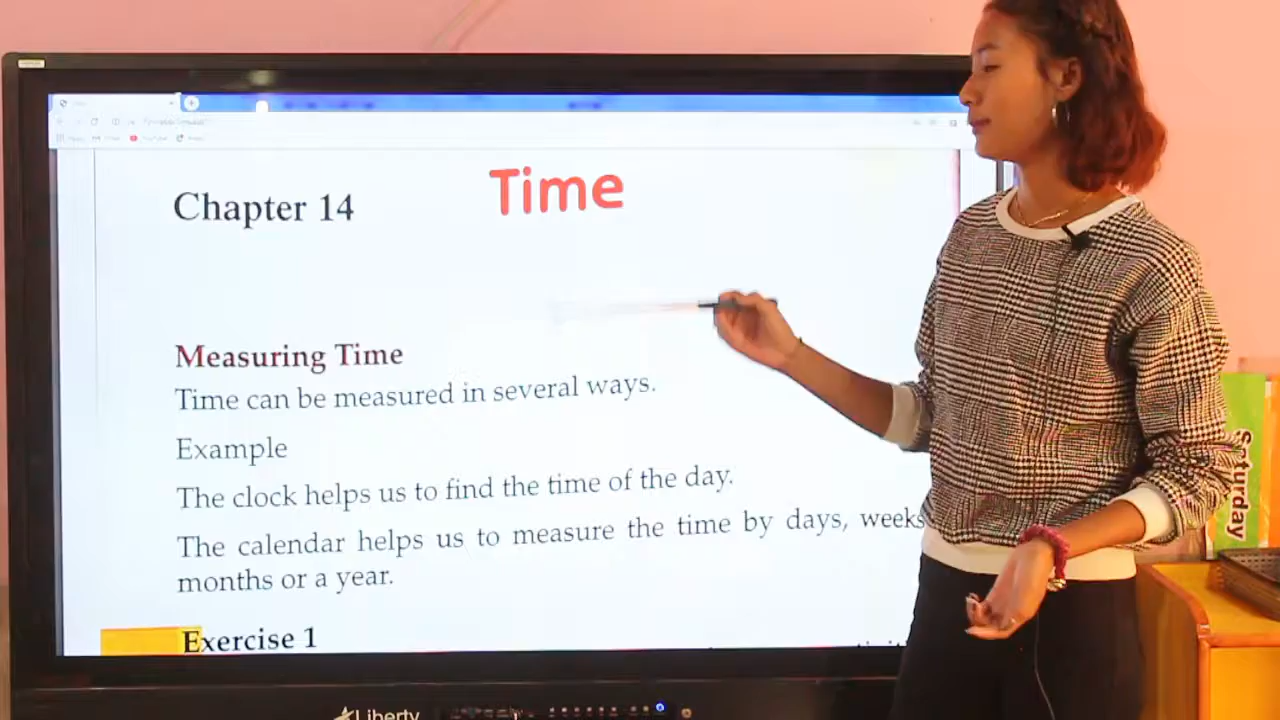 Chapter 14
Time
Measuring Time
Time can be measured in several ways.
Example
The clock helps us to find the time of the day.
The calendar helps us to measure the time by days, weeks
months or a year.
Exercise 1
Saturday
Liberty